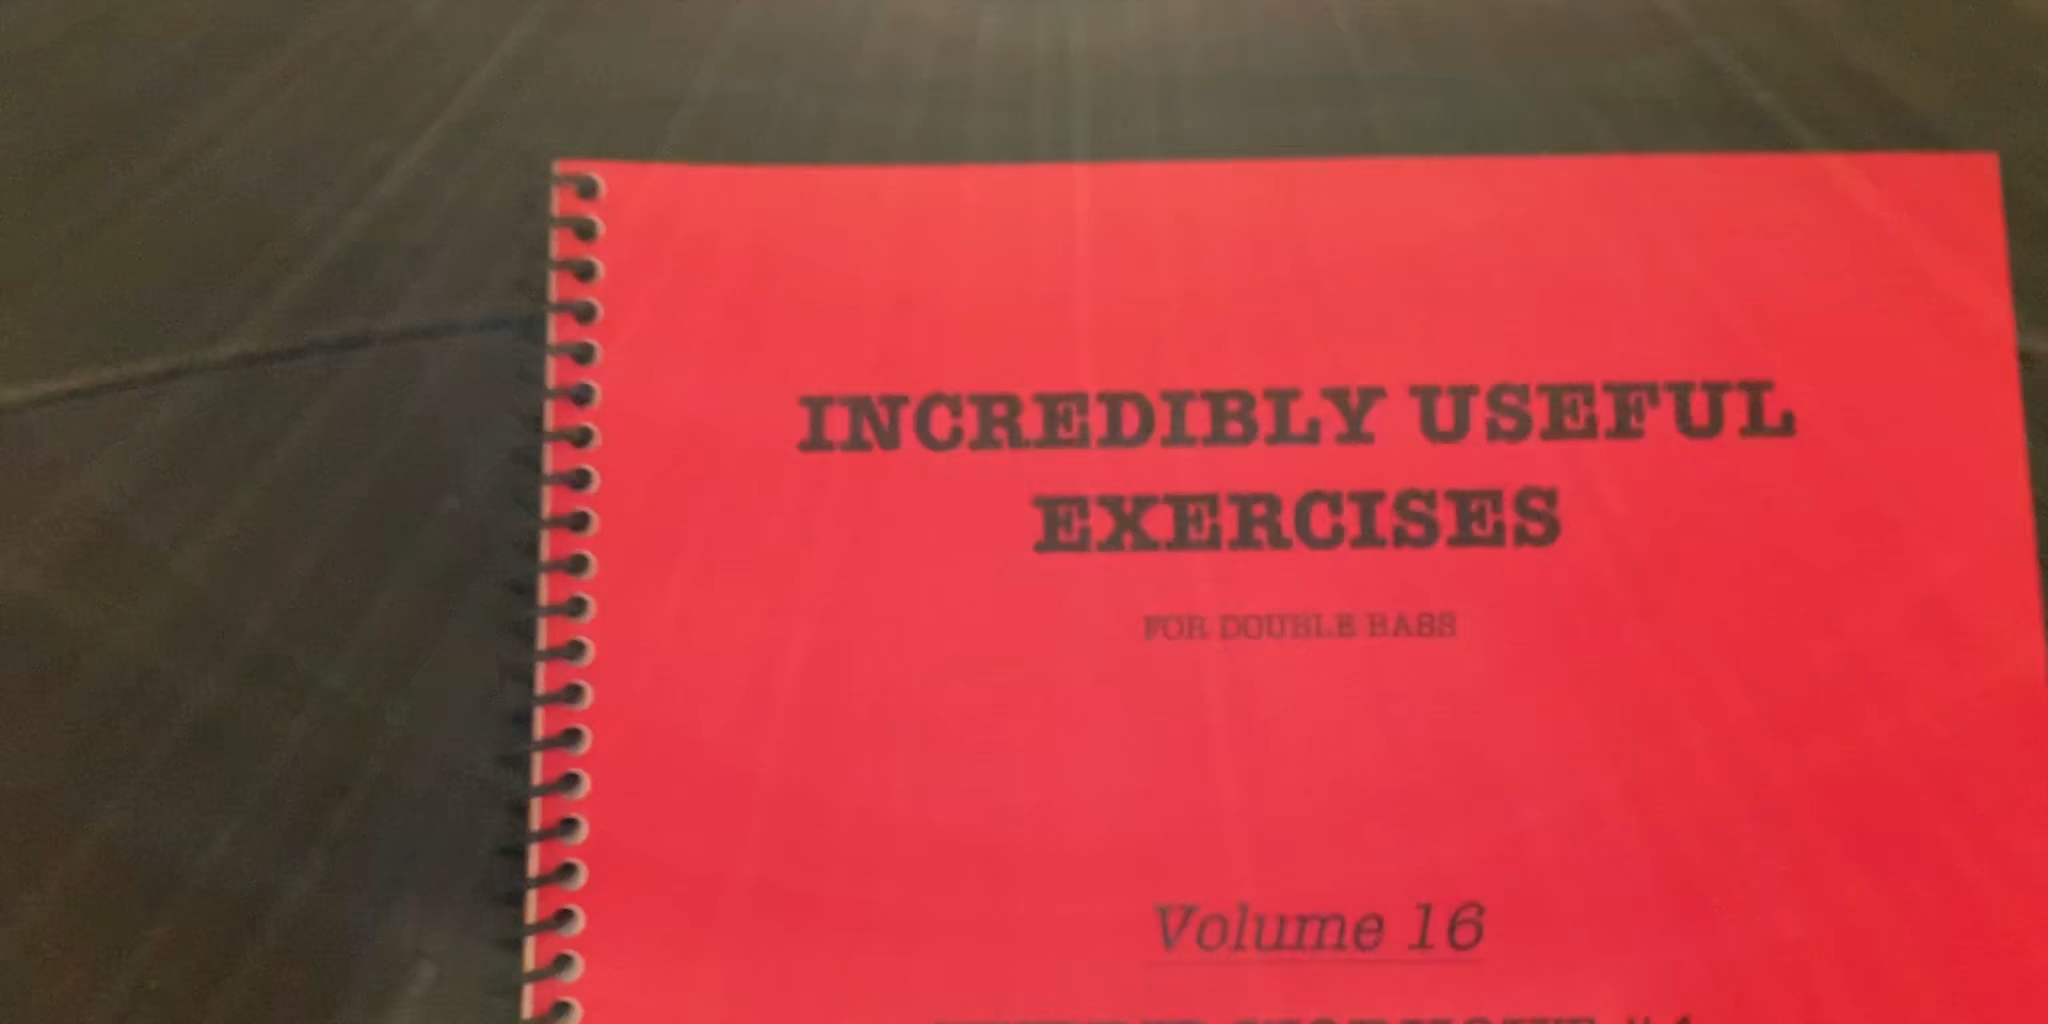 INCREDIBLY USEFUL
EXERCISES
FOR DOUBLE BASS
Volume 16